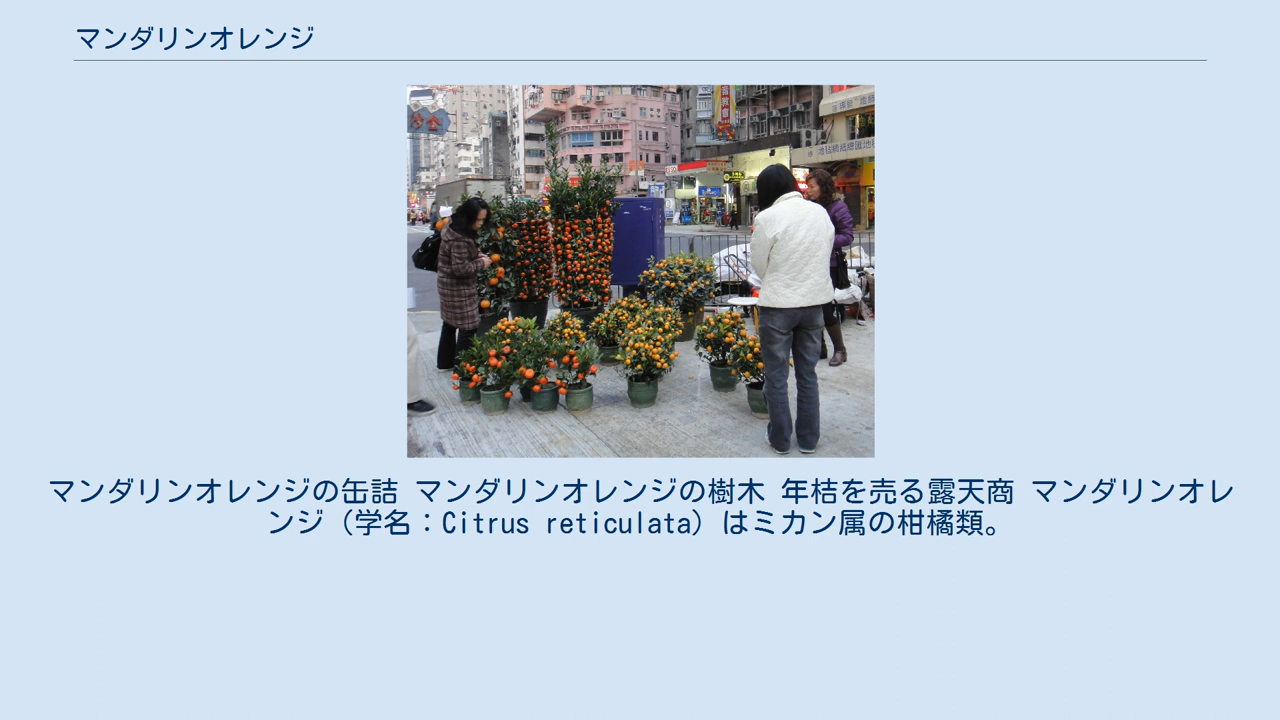 マンダリンオレンジ
指教會
マンダリンオレンジの缶詰 マンダリンオレンジの樹木 年桔を売る露天商 マンダリンオレ
ンジ（学名：Citrus reticulata）はミカン属の柑橘類。